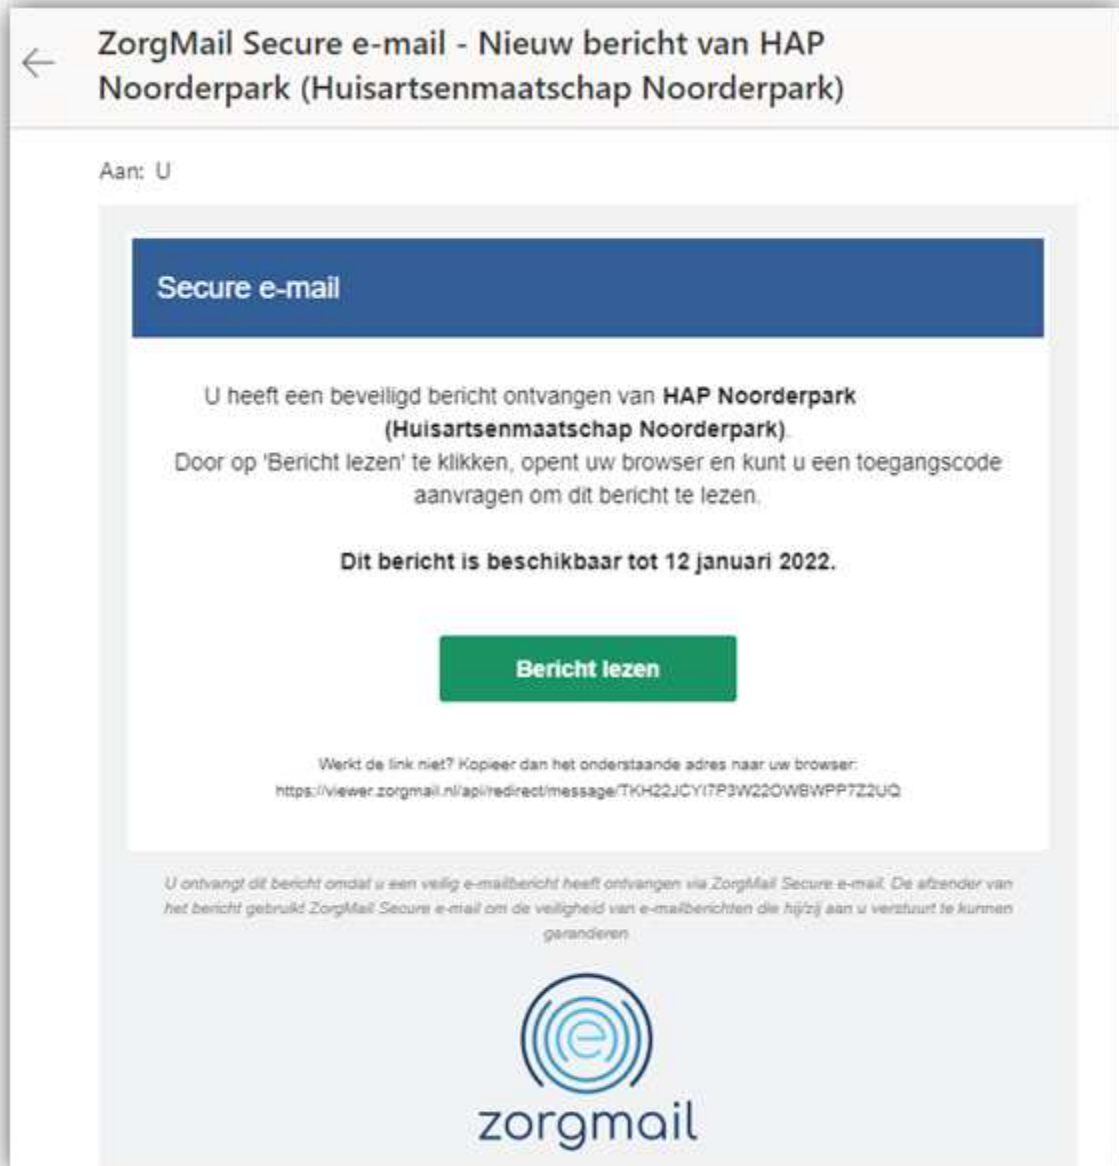 ZorgMail Secure e-mail - Nieuw bericht van HAP
Noorderpark (Huisartsenmaatschap Noorderpark)
Aan: U
Secure e-mail
U heeft een beveiligd bericht ontvangen van HAP Noorderpark
(Huisartsenmaatschap Noorderpark).
Door op 'Bericht lezen' te klikken, opent uw browser en kunt u een toegangscode
aanvragen om dit bericht te lezen.
Dit bericht is beschikbaar tot 12 januari 2022.
Bericht lezen
Werkt de link niet? Kopieer dan het onderstaande adres naar uw browser:
https://viewer.zorgmail.nl/api/redirect/message/TKH22JCYI7P3W22OWBWPP7Z2UQ
U ontvangt dit bericht omdat u een veilig e-mailbericht heeft ontvangen via ZorgMail Secure e-mail. De afzender van
het bericht gebruikt ZorgMail Secure e-mail om de veiligheid van e-mailberichten die hij/zij aan u verstuurt te kunnen
garanderen
e
zorgmail